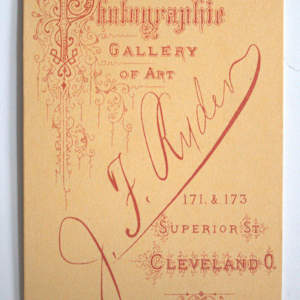 Photographic
GALLERY
OF ART
J. F. Ryder
171. & 173
SUPERIOR ST.
CLEVELAND O.